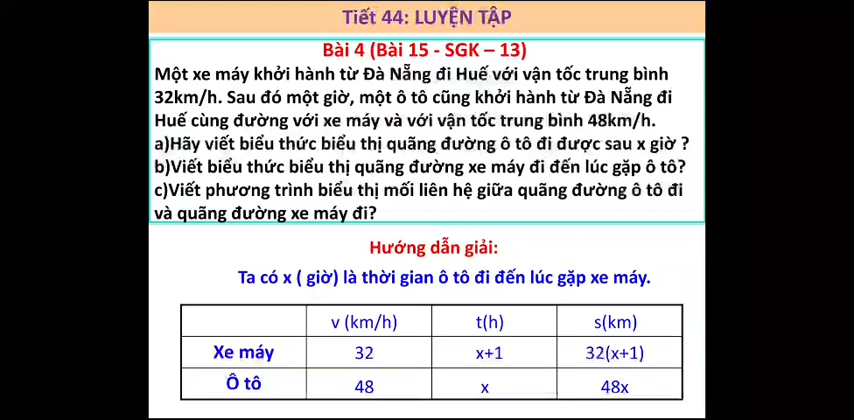 Tiết 44: LUYỆN TẬP
Bài 4 (Bài 15 - SGK – 13)
Một xe máy khởi hành từ Đà Nẵng đi Huế với vận tốc trung bình
32km/h. Sau đó một giờ, một ô tô cũng khởi hành từ Đà Nẵng đi
Huế cùng đường với xe máy và với vận tốc trung bình 48km/h.
a)Hãy viết biểu thức biểu thị quãng đường ô tô đi được sau x giờ ?
b)Viết biểu thức biểu thị quãng đường xe máy đi đến lúc gặp ô tô?
c)Viết phương trình biểu thị mối liên hệ giữa quãng đường ô tô đi
và quãng đường xe máy đi?
Hướng dẫn giải:
Ta có x ( giờ) là thời gian ô tô đi đến lúc gặp xe máy.
v (km/h) t(h) s(km)
Xe máy 32 x+1 32(x+1)
Ô tô 48 x 48x